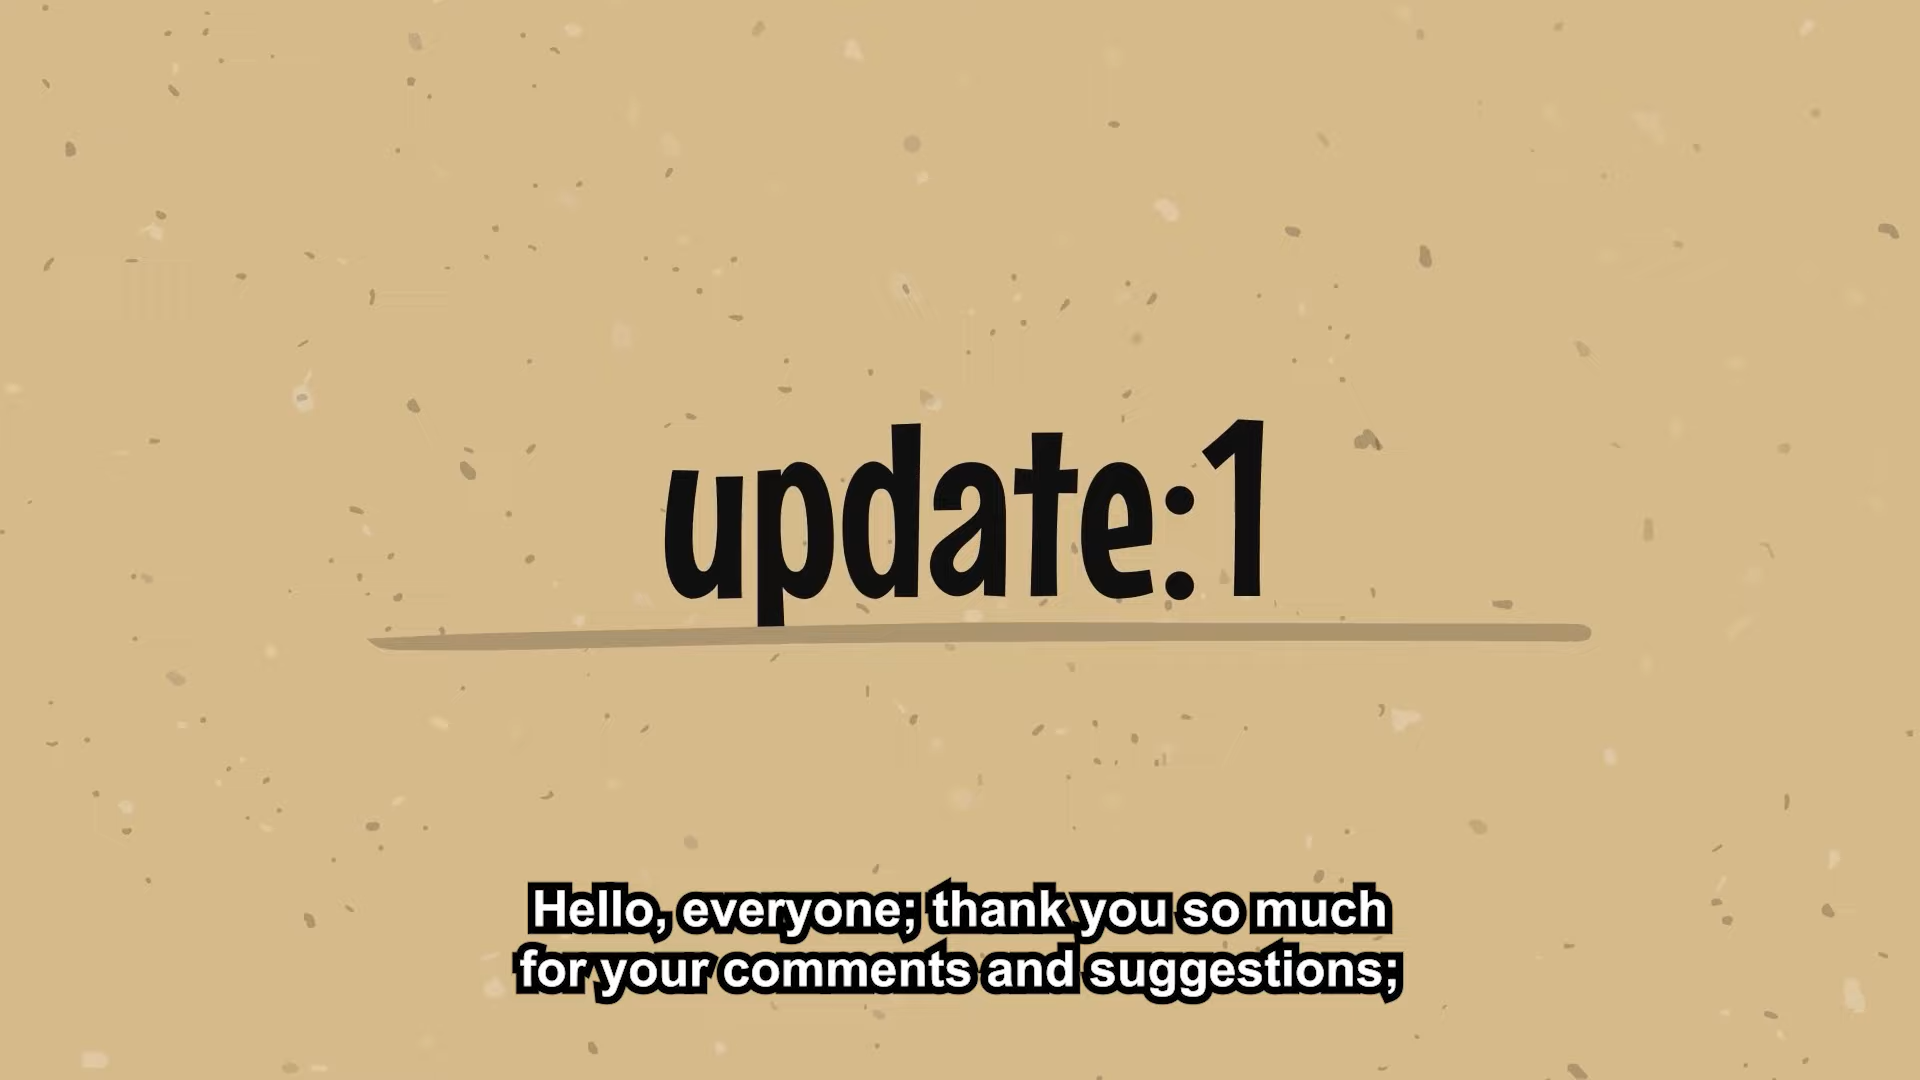 update:1
Hello, everyone; thank you so much
for your comments and suggestions;